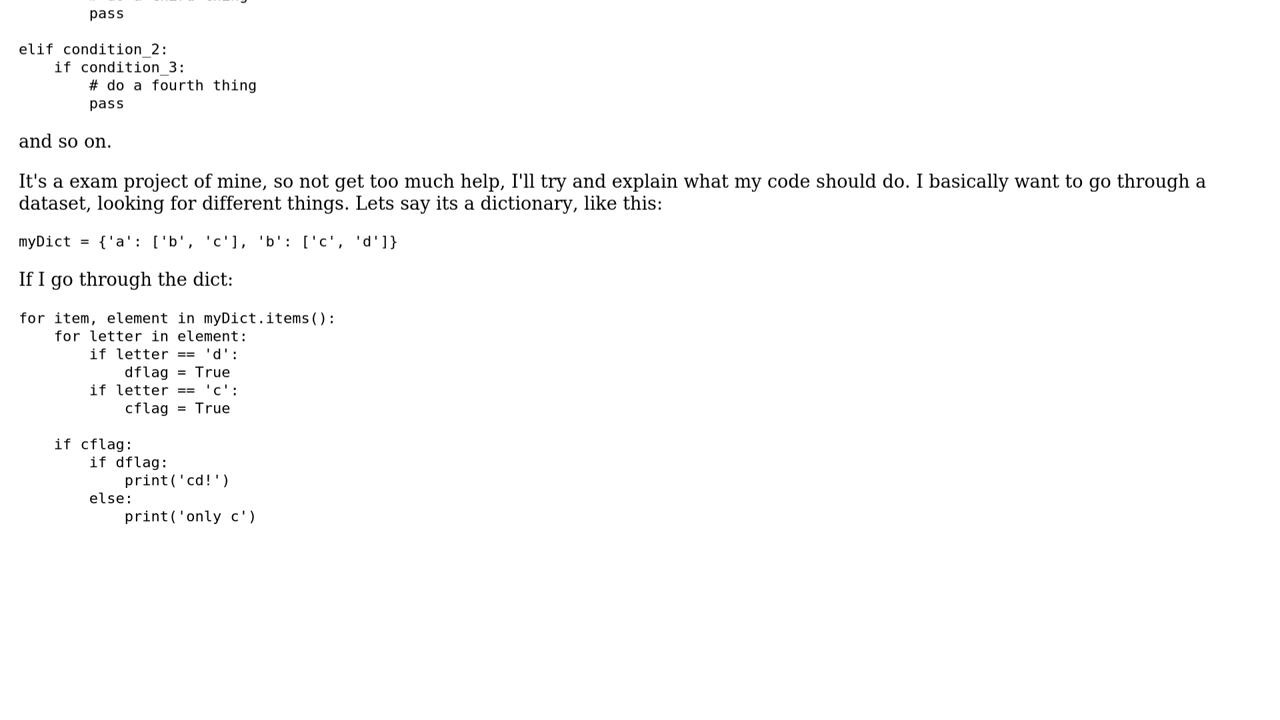 pass
elif condition_2:
    if condition_3:
        # do a fourth thing
        pass
and so on.
It's a exam project of mine, so not get too much help, I'll try and explain what my code should do. I basically want to go through a
dataset, looking for different things. Lets say its a dictionary, like this:
myDict = {'a': ['b', 'c'], 'b': ['c', 'd']}
If I go through the dict:
for item, element in myDict.items():
    for letter in element:
        if letter == 'd':
            dflag = True
        if letter == 'c':
            cflag = True
    if cflag:
        if dflag:
            print('cd!')
        else:
            print('only c')